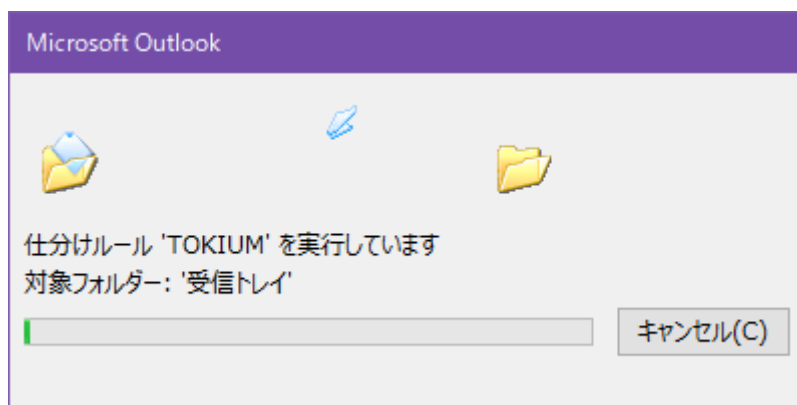 Microsoft Outlook
仕分けルール 'TOKIUM' を実行しています
対象フォルダー: '受信トレイ'
キャンセル(C)